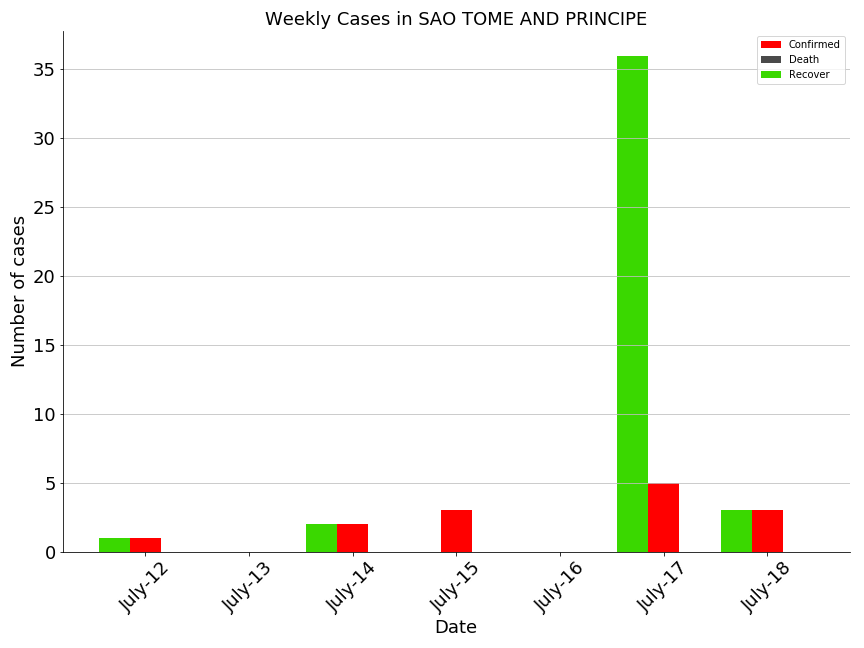 Weekly Cases in SAO TOME AND PRINCIPE
Confirmed
Death
Recover
Number of cases
35
30
25
20
15
10
5
0
July-12
July-13
July-14
July-15
July-16
July-17
July-18
Date